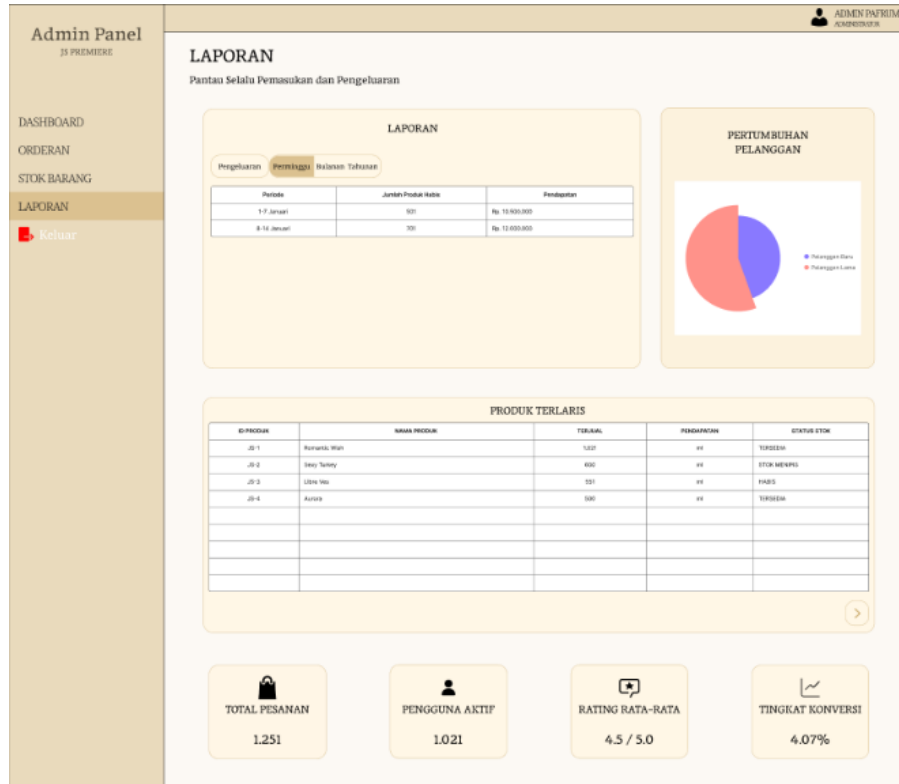 ADMIN PAFRUM
ADMINISTRATOR
Admin Panel
JS PREMIERE
DASHBOARD
ORDERAN
STOK BARANG
LAPORAN
Keluar
LAPORAN
Pantau Selalu Pemasukan dan Pengeluaran
LAPORAN
Pengeluaran Perminggu Bulanan Tahunan
Periode Jumlah Produk Habis Pendapatan
1-7 Januari 501 Rp. 10.900.000
8-14 Januari 701 Rp. 12.000.000
PERTUMBUHAN
PELANGGAN
Pelanggan Baru
Pelanggan Lama
PRODUK TERLARIS
ID PRODUK NAMA PRODUK TERJUAL PENDAPATAN STATUS STOK
JS-1 Romantic Wish 1.021 TERSEDIA
JS-2 Sexy 600 STOK MENIPIS
JS-3 Libre 551 HABIS
JS-4 Aurora 500 TERSEDIA
TOTAL PESANAN
1.251
PENGGUNA AKTIF
1.021
RATING RATA-RATA
4.5 / 5.0
TINGKAT KONVERSI
4.07%